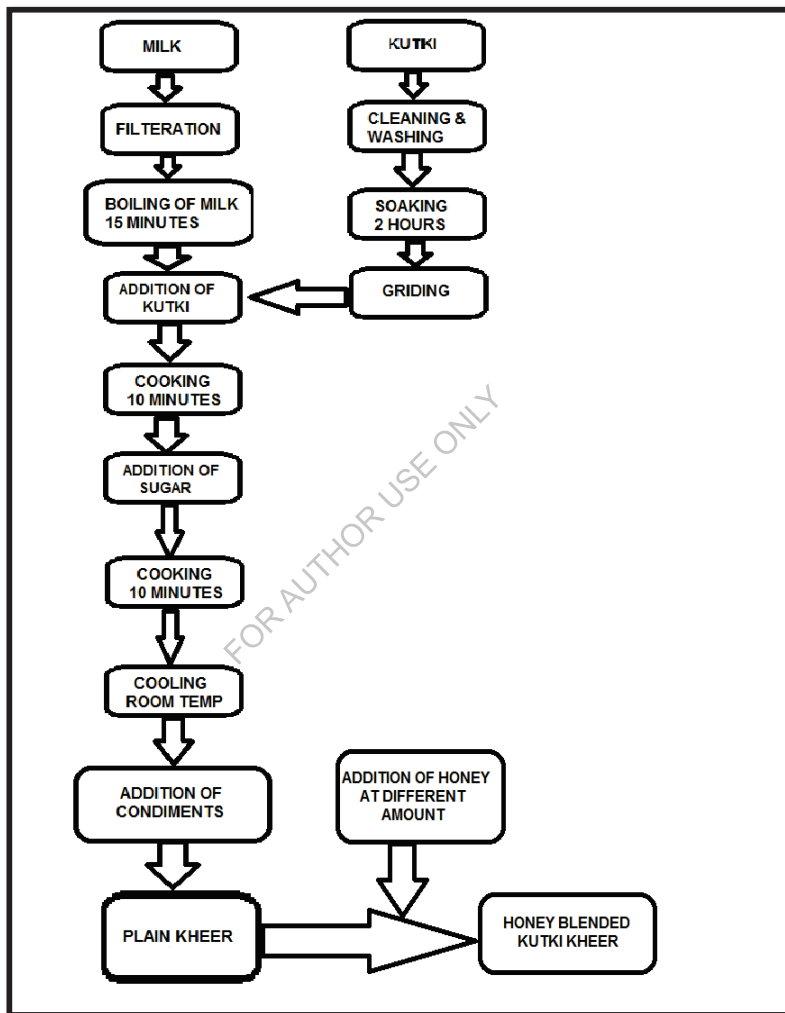 MILK
KUTKI
FILTERATION
CLEANING &
WASHING
BOILING OF MILK
15 MINUTES
SOAKING
2 HOURS
ADDITION OF
KUTKI
GRIDING
COOKING
10 MINUTES
ADDITION OF
SUGAR
COOKING
10 MINUTES
COOLING
ROOM TEMP
ADDITION OF
CONDIMENTS
ADDITION OF HONEY
AT DIFFERENT
AMOUNT
PLAIN KHEER
HONEY BLENDED
KUTKI KHEER
FOR AUTHOR USE ONLY